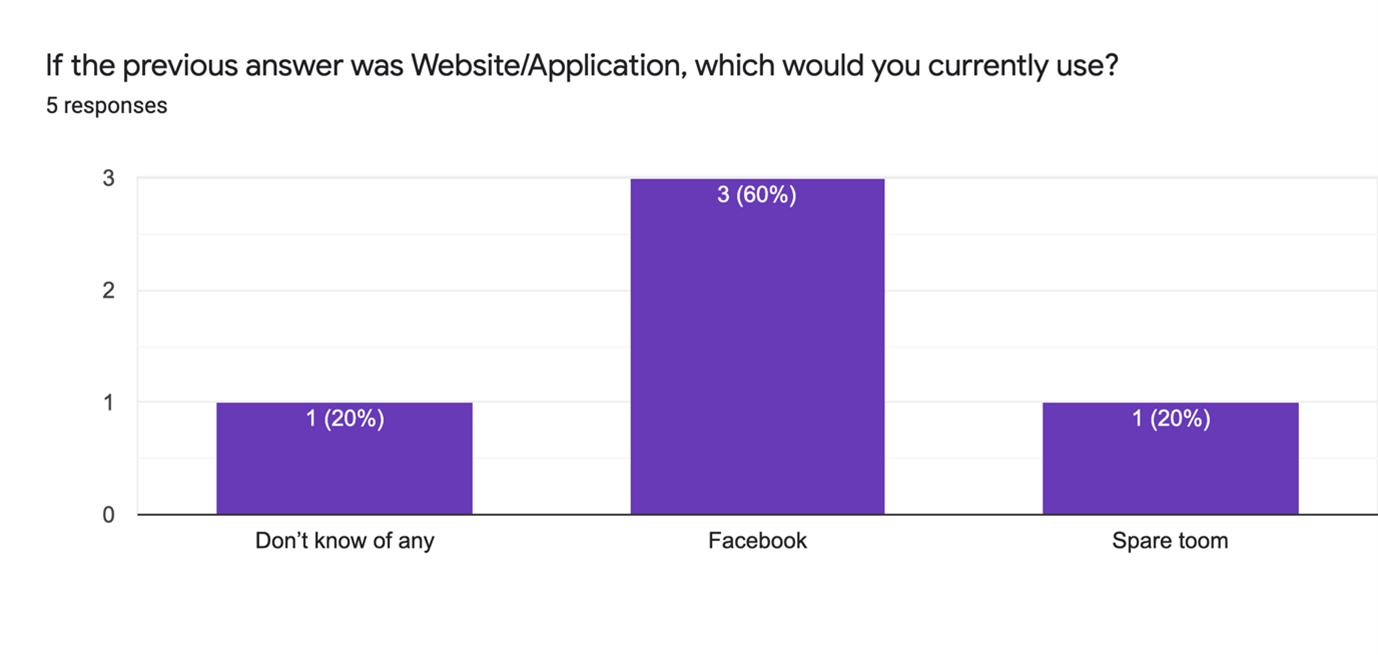 If the previous answer was Website/Application, which would you currently use?
5 responses
3
3 (60%)
2
1
1 (20%)
1 (20%)
0
Don’t know of any
Facebook
Spare toom